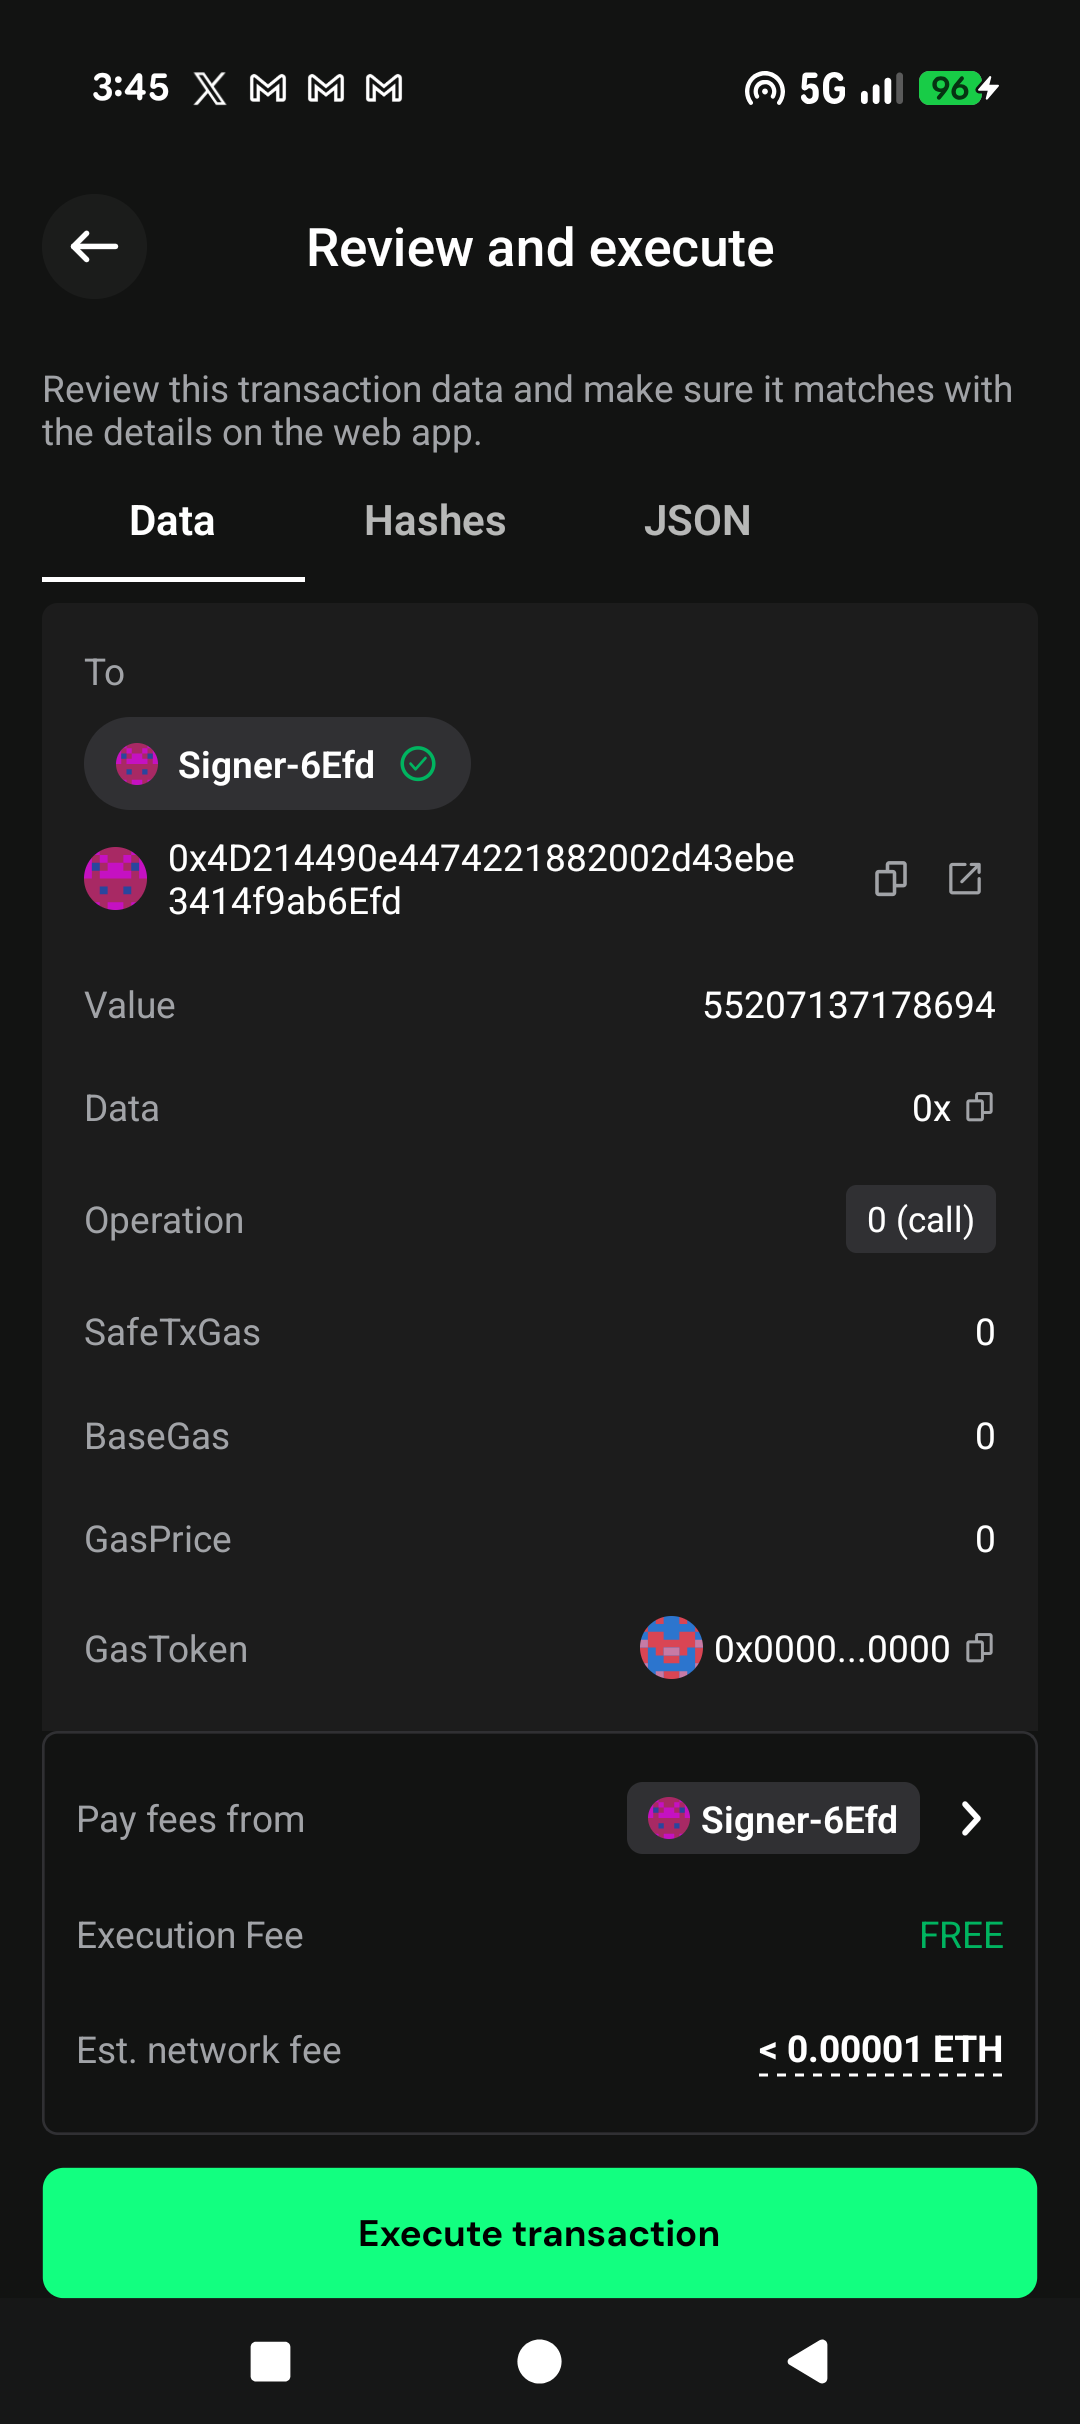 3:45 5G 96
Review and execute
Review this transaction data and make sure it matches with
the details on the web app.
Data Hashes JSON
To
Signer-6Efd
0x4D214490e4474221882002d43ebe
3414f9ab6Efd
Value 55207137178694
Data 0x
Operation 0 (call)
SafeTxGas 0
BaseGas 0
GasPrice 0
GasToken 0x0000...0000
Pay fees from Signer-6Efd
Execution Fee FREE
Est. network fee < 0.00001 ETH
Execute transaction